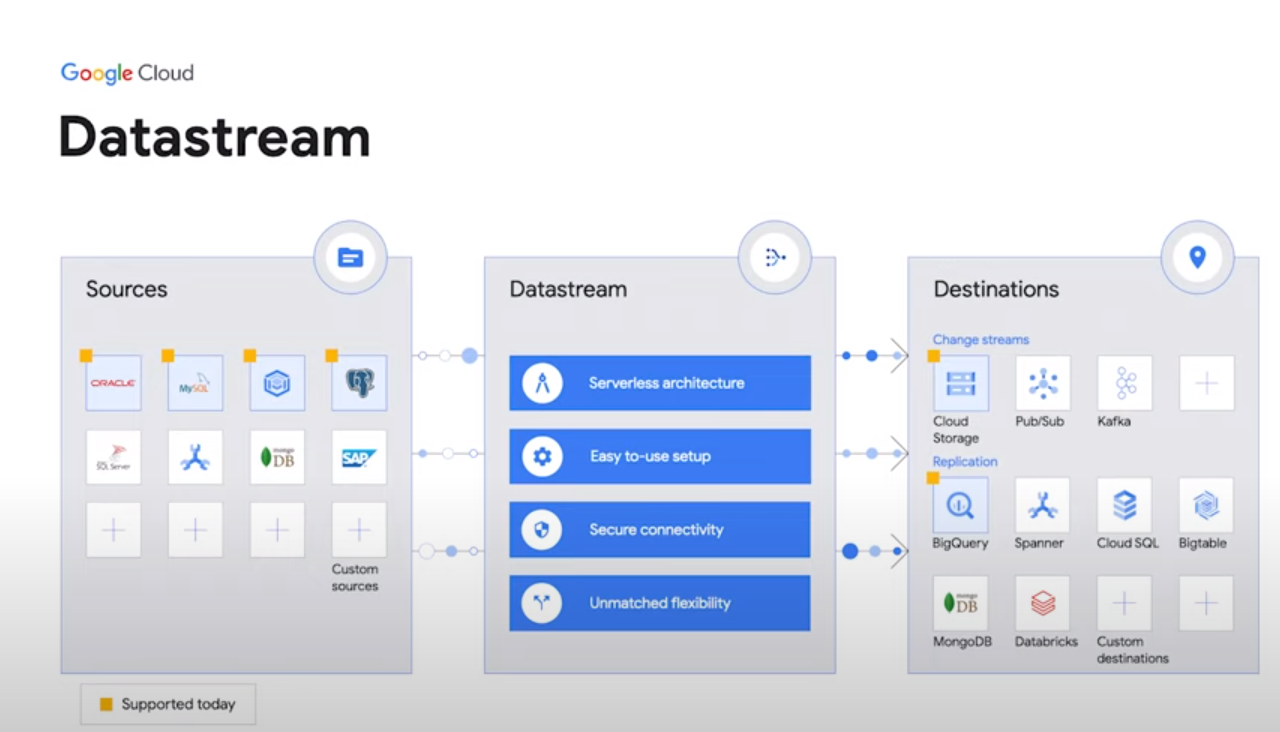 Google Cloud
Datastream
Sources
ORACLE
MySQL
SQL Server
mongo
DB
SAP
Custom
sources
Datastream
Serverless architecture
Easy to-use setup
Secure connectivity
Unmatched flexibility
Destinations
Change streams
Cloud
Storage
Pub/Sub
Kafka
Replication
BigQuery
Spanner
Cloud SQL
Bigtable
mongo
DB
MongoDB
Databricks
Custom
destinations
Supported today